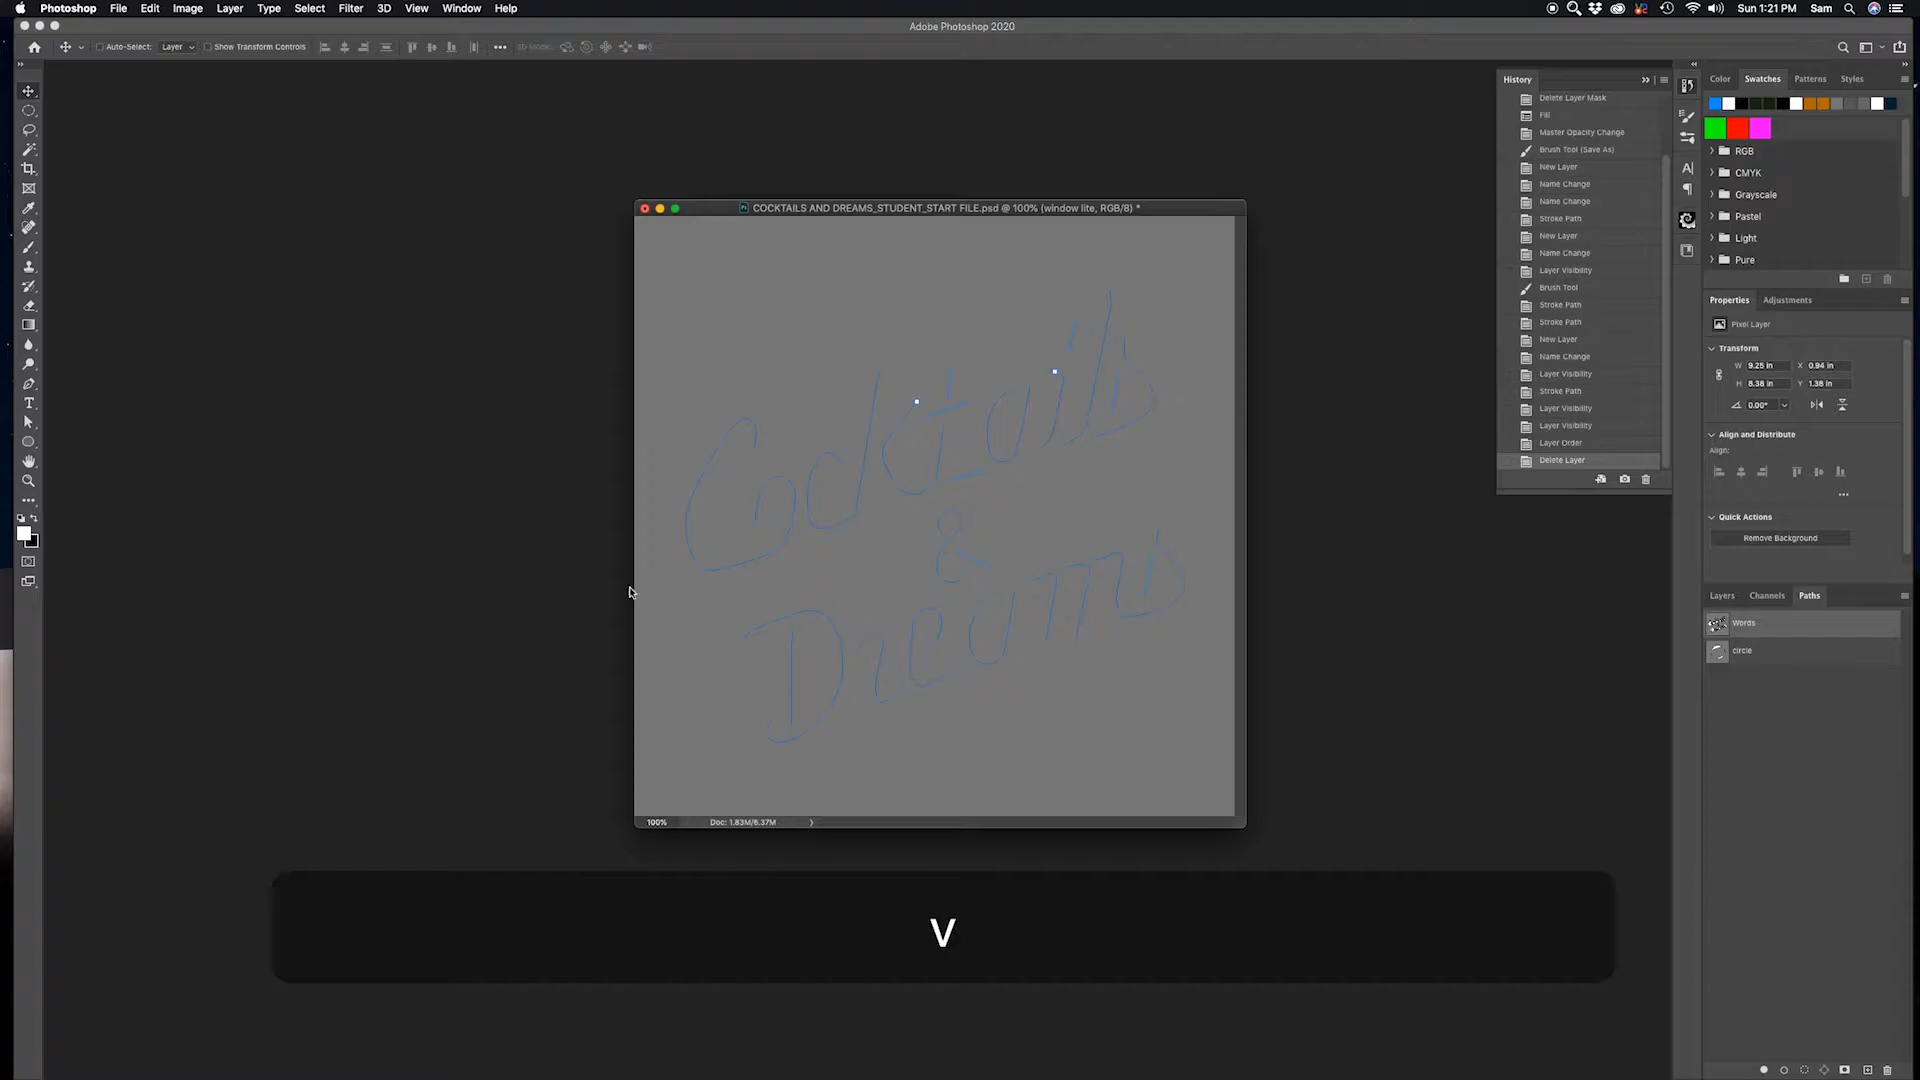 Photoshop File Edit Image Layer Type Select Filter 3D View Window Help
Sun 1:21 PM Sam
Adobe Photoshop 2020
Auto-Select: Layer Show Transform Controls
3D Mode:
History
Delete Layer Mask
Fill
Master Opacity Change
Brush Tool (Save As)
New Layer
Name Change
Name Change
Stroke Path
New Layer
Name Change
Layer Visibility
Brush Tool
Stroke Path
Stroke Path
New Layer
Name Change
Layer Visibility
Stroke Path
Layer Visibility
Layer Visibility
Layer Order
Delete Layer
Color Swatches Patterns Styles
RGB
CMYK
Grayscale
Pastel
Light
Pure
Properties Adjustments
Pixel Layer
Transform
W 9.25 in X 0.94 in
H 8.38 in Y 1.38 in
0.00°
Align and Distribute
Align:
Quick Actions
Remove Background
Layers Channels Paths
Words
circle
COCKTAILS AND DREAMS_STUDENT_START FILE.psd @ 100% (window lite, RGB/8) *
Cocktails
&
Dreams
100% Doc: 1.83M/6.37M
v